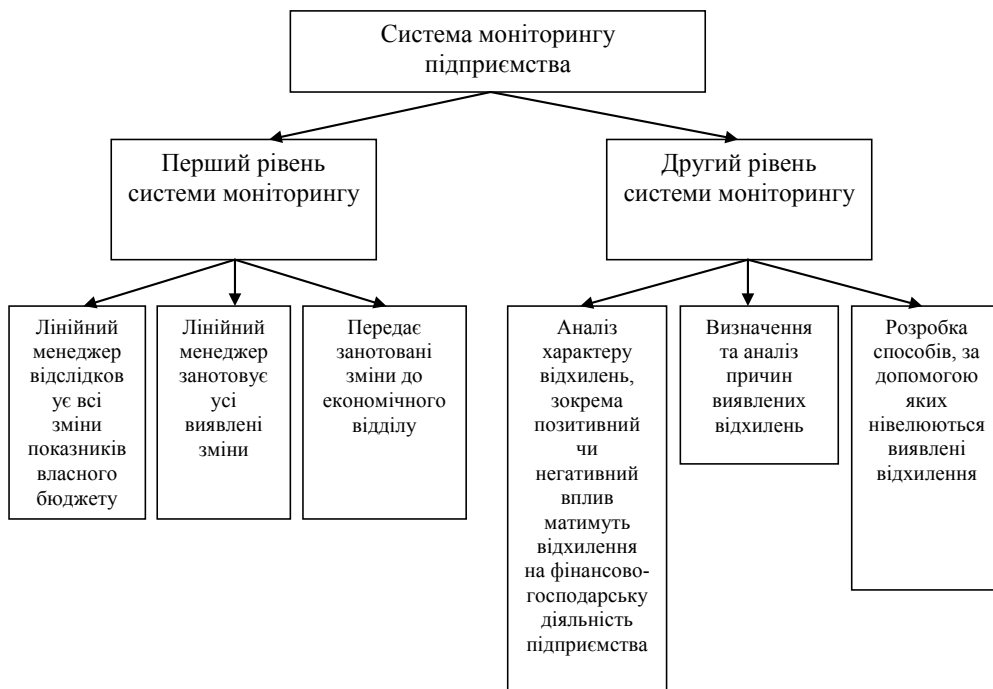 Система моніторингу
підприємства
Перший рівень
системи моніторингу
Другий рівень
системи моніторингу
Лінійний
менеджер
відслідков
ує всі
зміни
показників
власного
бюджету
Лінійний
менеджер
занотовує
усі
виявлені
зміни
Передає
занотовані
зміни до
економічного
відділу
Аналіз
характеру
відхилень,
зокрема
позитивний
чи
негативний
вплив
матимуть
відхилення
на фінансово-
господарську
діяльність
підприємства
Визначення
та аналіз
причин
виявлених
відхилень
Розробка
способів, за
допомогою
яких
нівелюються
виявлені
відхилення